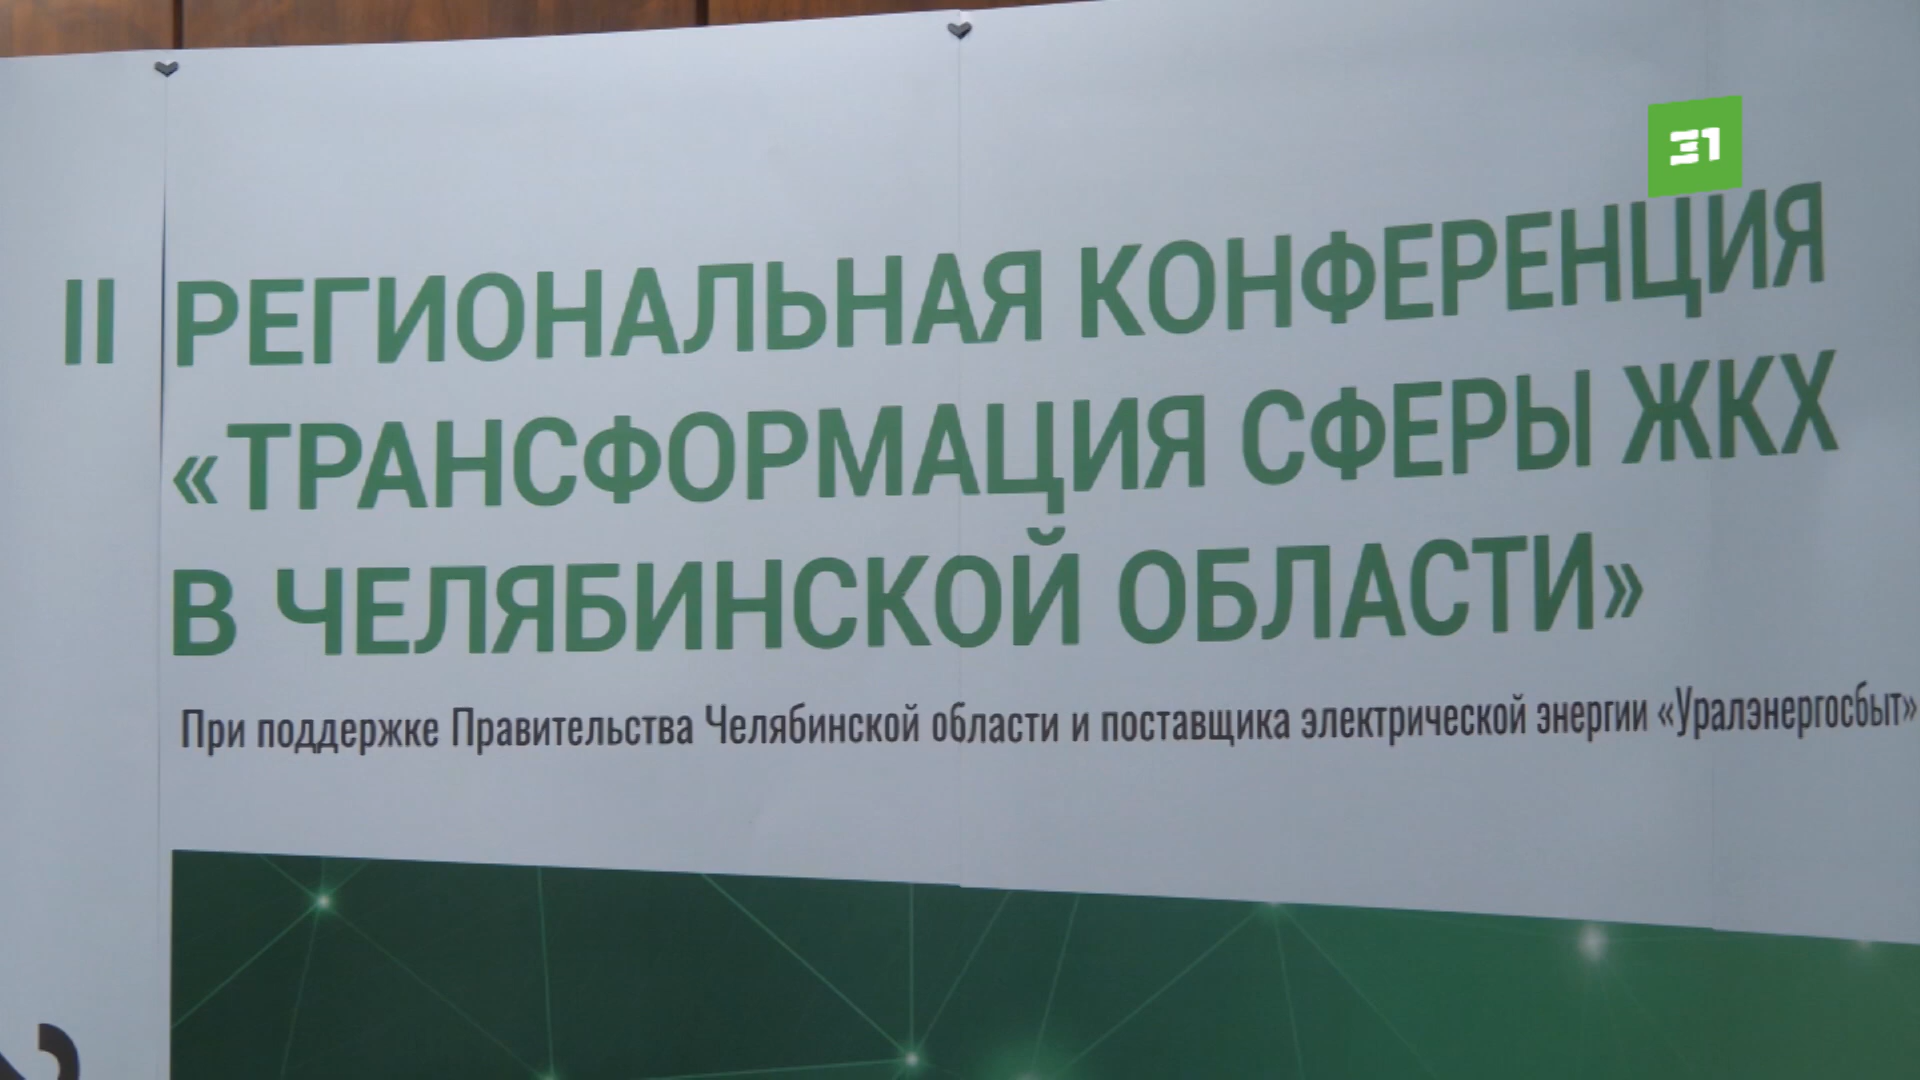 31
II РЕГИОНАЛЬНАЯ КОНФЕРЕНЦИЯ
«ТРАНСФОРМАЦИЯ СФЕРЫ ЖКХ
В ЧЕЛЯБИНСКОЙ ОБЛАСТИ»
При поддержке Правительства Челябинской области и поставщика электрической энергии «Уралэнергосбыт»